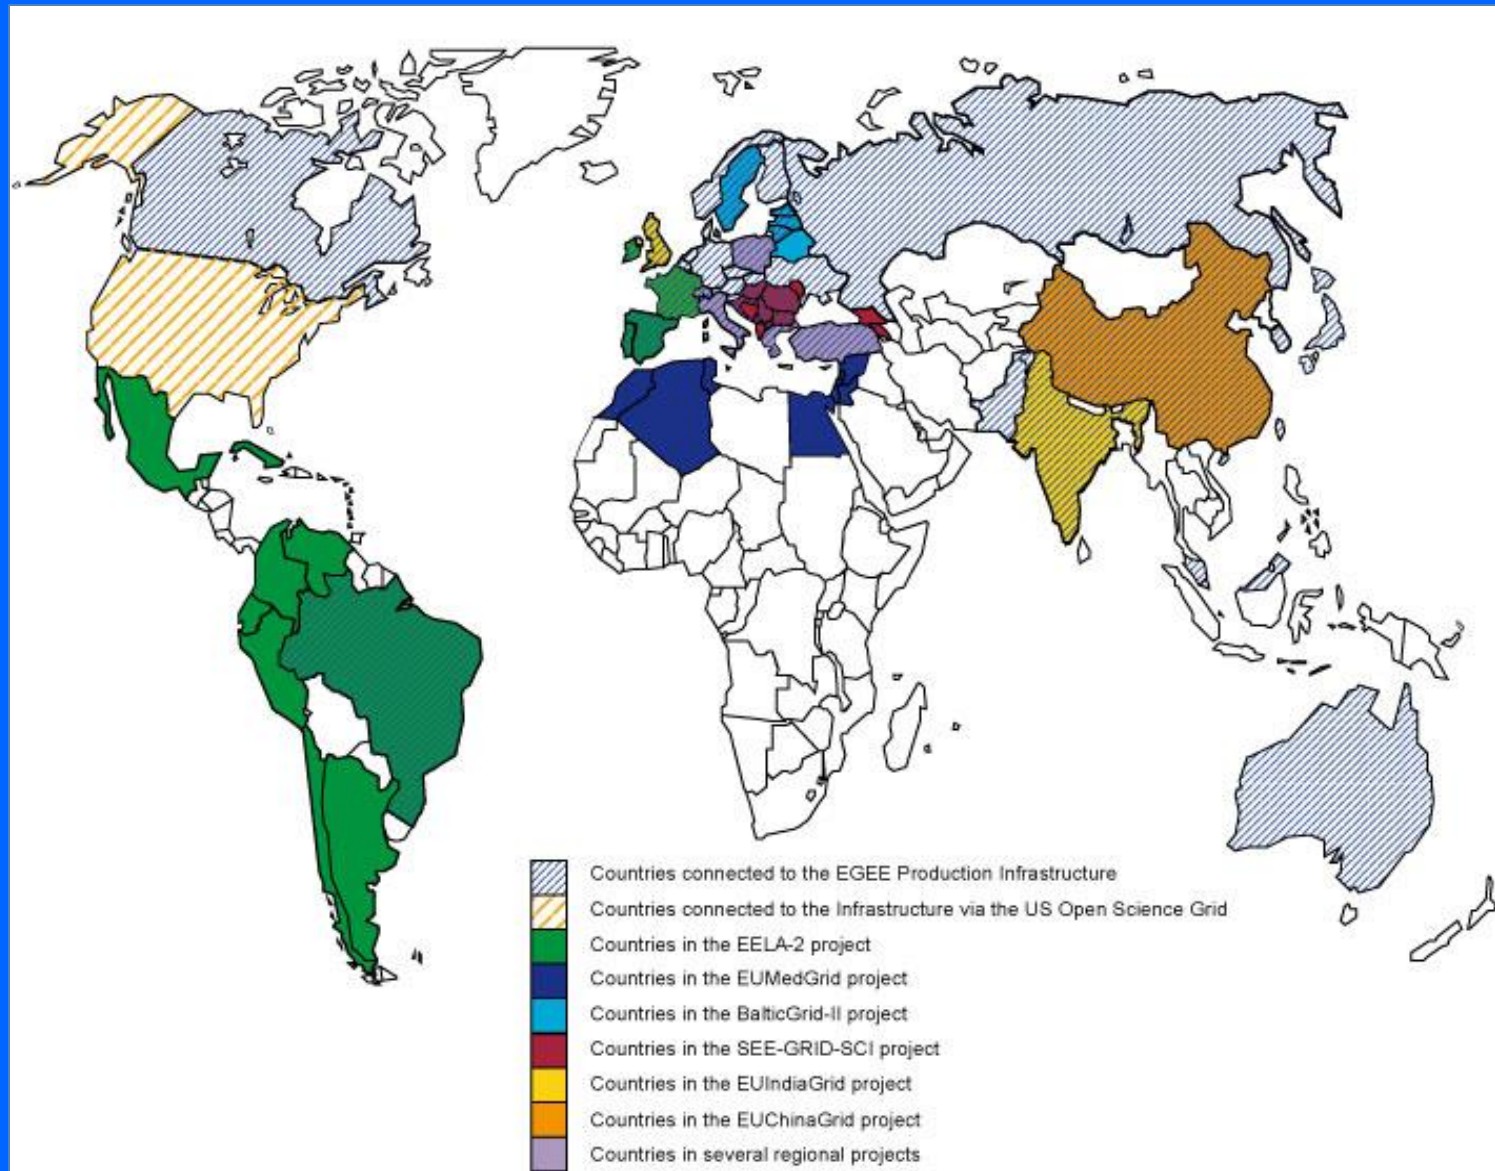 Countries connected to the EGEE Production Infrastructure
Countries connected to the Infrastructure via the US Open Science Grid
Countries in the EELA-2 project
Countries in the EUMedGrid project
Countries in the BalticGrid-II project
Countries in the SEE-GRID-SCI project
Countries in the EUIndiaGrid project
Countries in the EUChinaGrid project
Countries in several regional projects